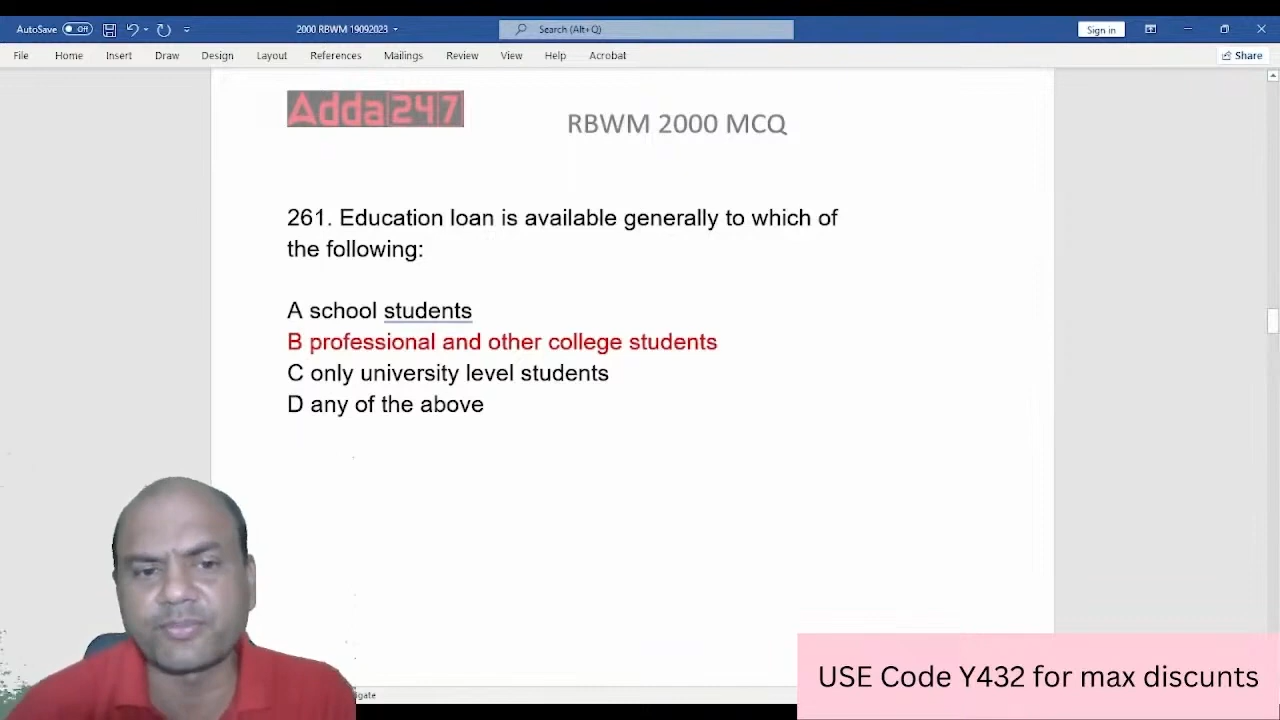 AutoSave Off 2000 RBWM 19092023 Search (Alt+Q) Sign in
File Home Insert Draw Design Layout References Mailings Review View Help Acrobat Share
Adda247 RBWM 2000 MCQ
261. Education loan is available generally to which of
the following:
A school students
B professional and other college students
C only university level students
D any of the above
USE Code Y432 for max discunts